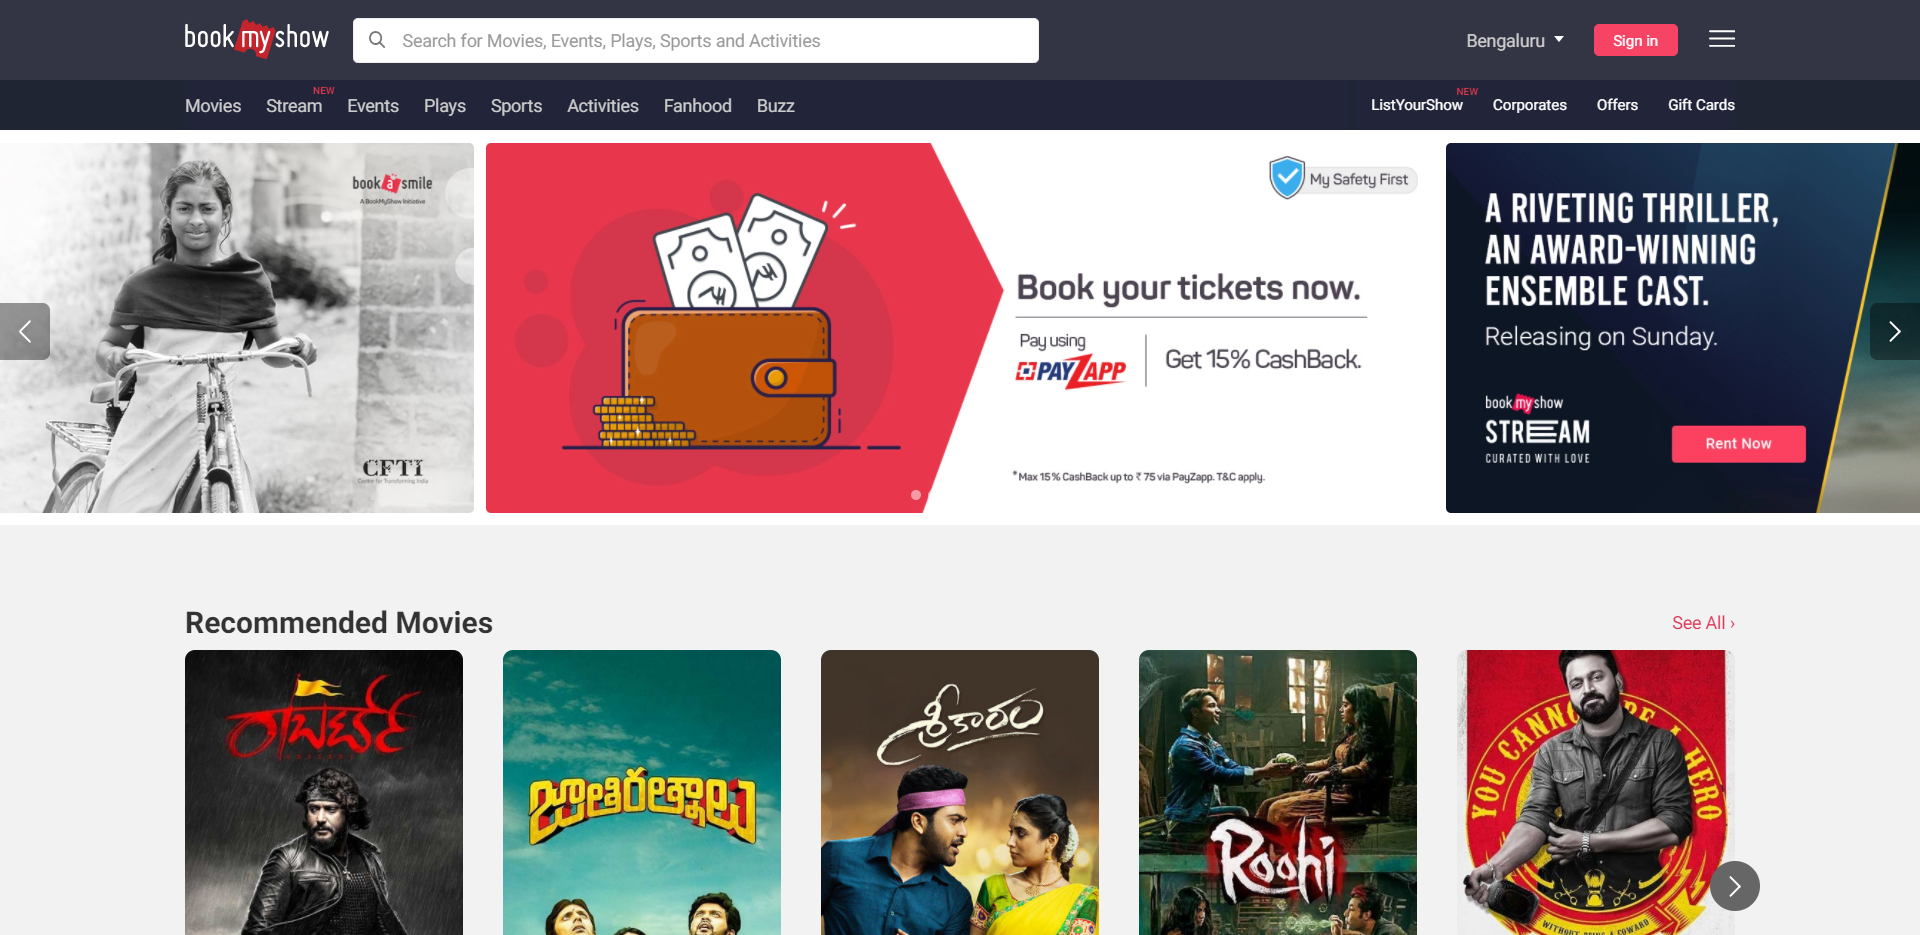 book my show
Search for Movies, Events, Plays, Sports and Activities
Bengaluru
Sign in
Movies
Stream
NEW
Events
Plays
Sports
Activities
Fanhood
Buzz
ListYourShow
NEW
Corporates
Offers
Gift Cards
book a smile
A BookMyShow Initiative
CFTI
Centre for Transforming India
My Safety First
Book your tickets now.
Pay using
PAYZAPP
Get 15% CashBack.
*Max 15% CashBack up to ₹ 75 via PayZapp. T&C apply.
A RIVETING THRILLER,
AN AWARD-WINNING
ENSEMBLE CAST.
Releasing on Sunday.
book my show
STREAM
CURATED WITH LOVE
Rent Now
Recommended Movies
See All ›
ರಾಬರ್ಟ್
జాతిరత్నాలు
శ్రీకారం
Roohi
YOU CANNOT BE A HERO
WITHOUT BEING A COWARD